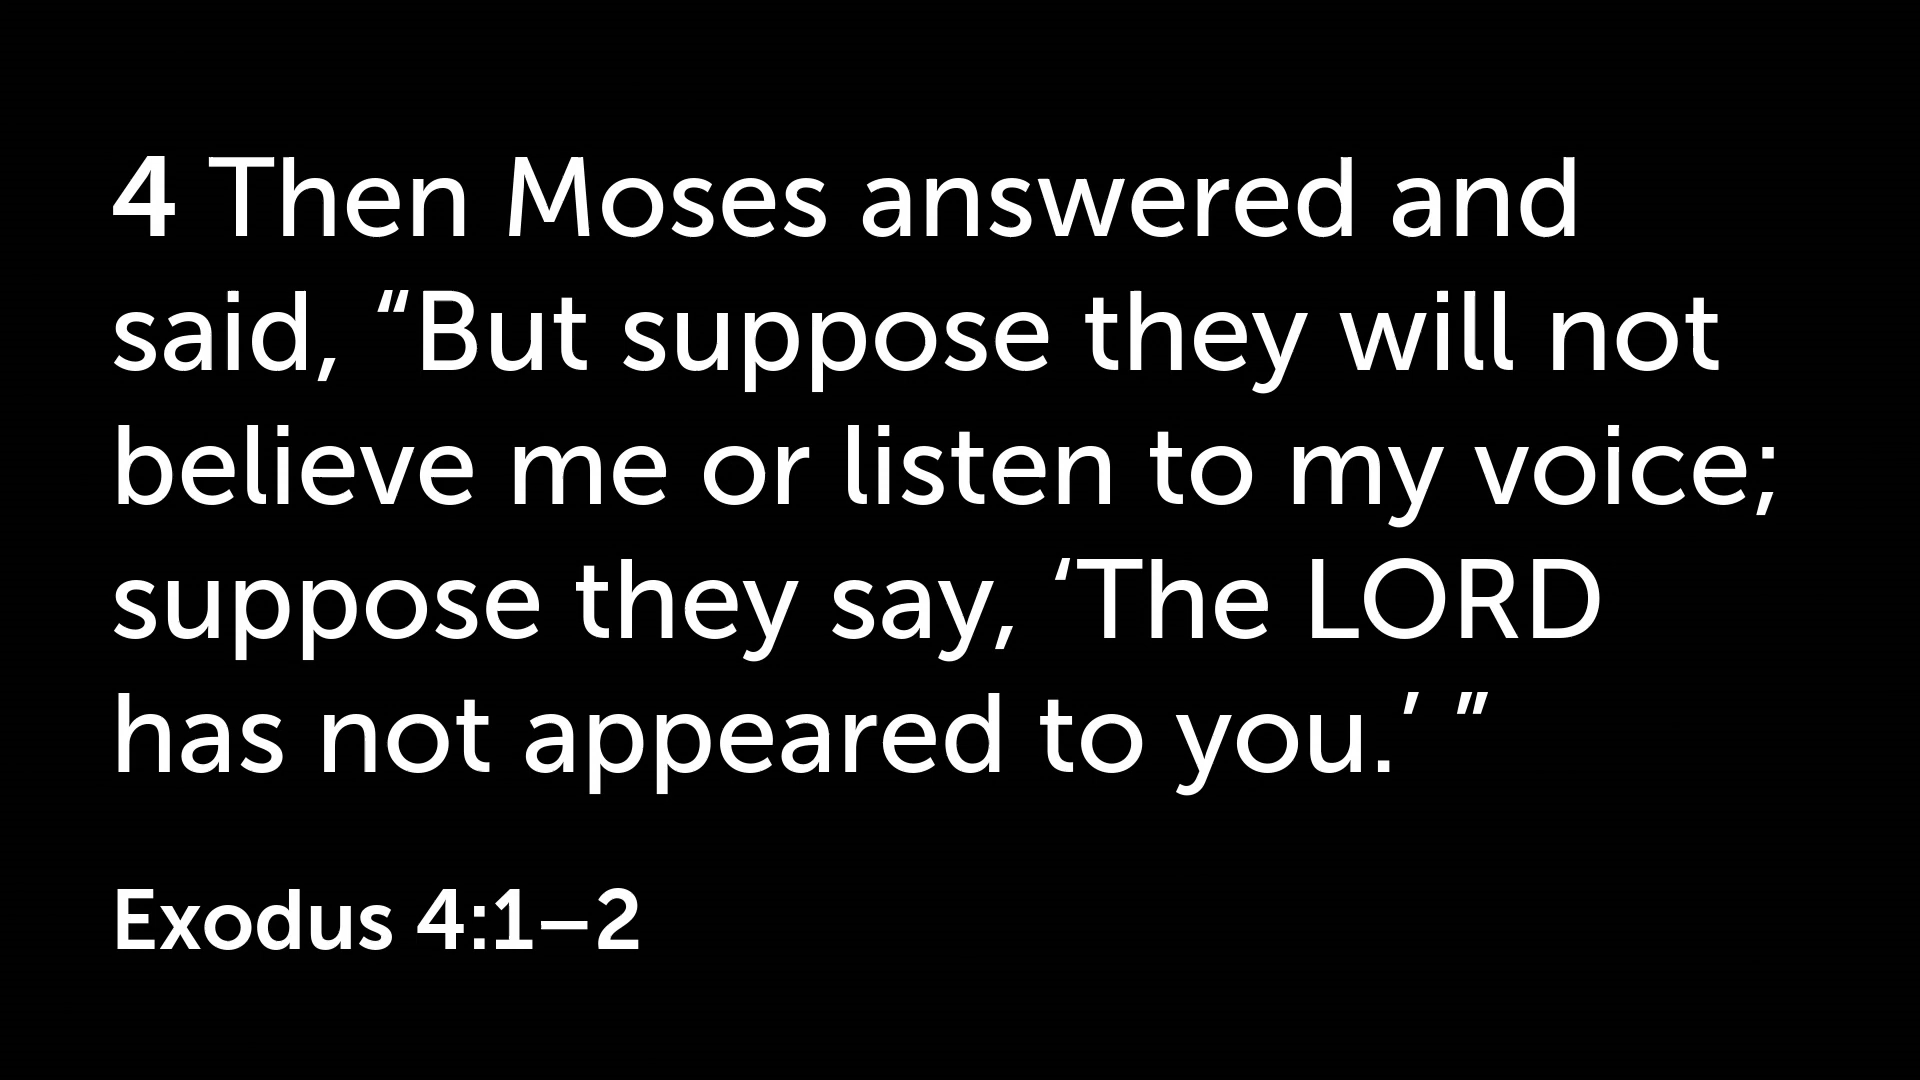 4 Then Moses answered and
said, “But suppose they will not
believe me or listen to my voice;
suppose they say, ‘The LORD
has not appeared to you.’ ”
Exodus 4:1–2